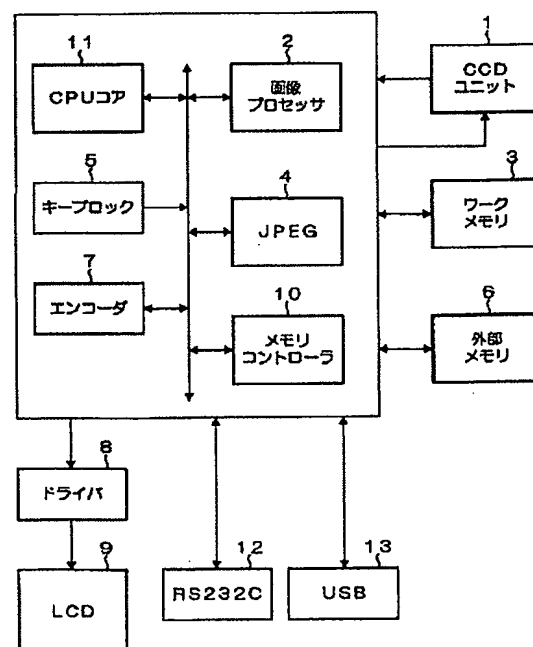 11
CPUコア
2
画像
プロセッサ
1
CCD
ユニット
5
キーブロック
4
JPEG
3
ワーク
メモリ
7
エンコーダ
10
メモリ
コントローラ
6
外部
メモリ
8
ドライバ
9
LCD
12
RS232C
13
USB